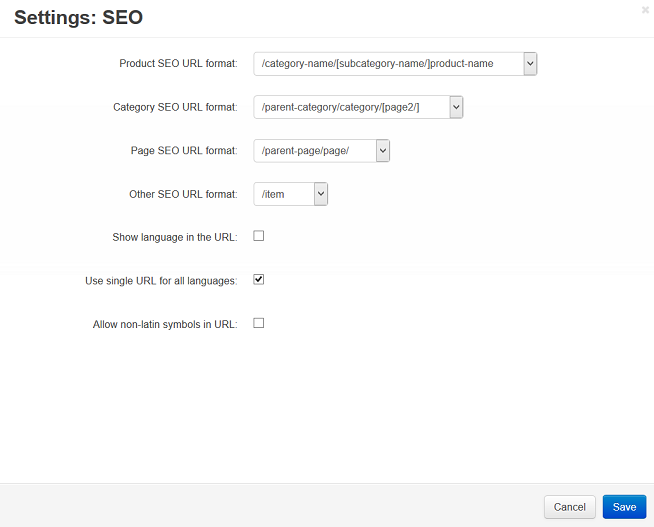 Settings: SEO
Product SEO URL format: /category-name/[subcategory-name/]product-name
Category SEO URL format: /parent-category/category/[page2/]
Page SEO URL format: /parent-page/page/
Other SEO URL format: /item
Show language in the URL:
Use single URL for all languages:
Allow non-latin symbols in URL:
Cancel Save